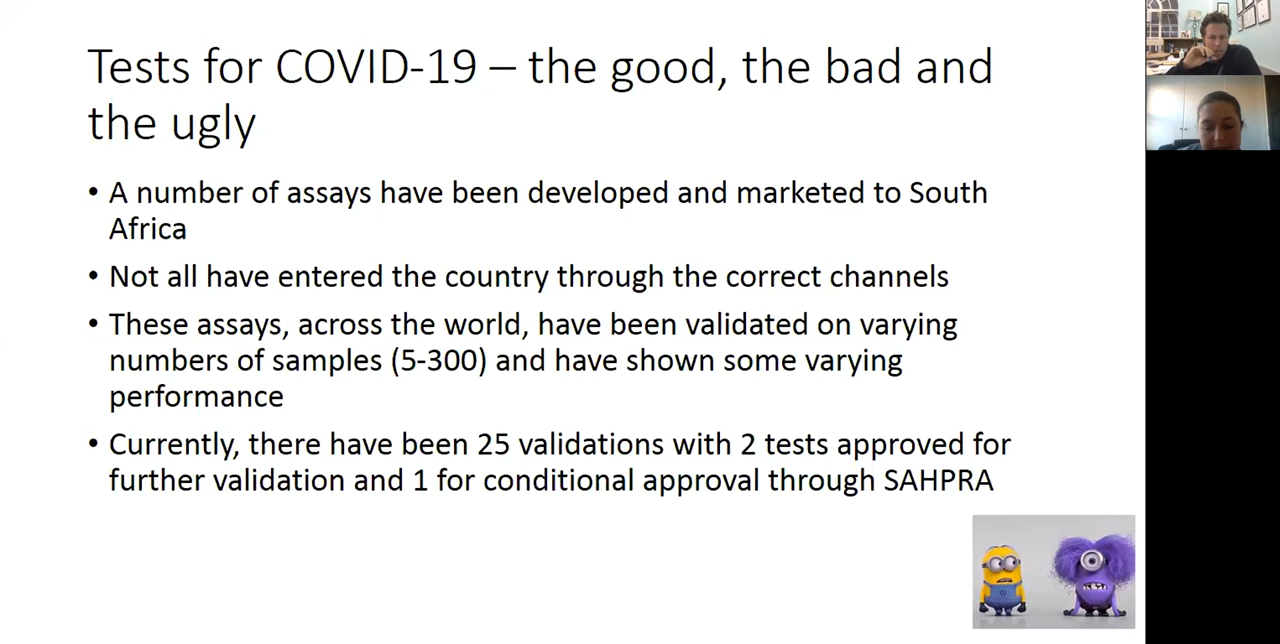 Tests for COVID-19 – the good, the bad and
the ugly
• A number of assays have been developed and marketed to South
Africa
• Not all have entered the country through the correct channels
• These assays, across the world, have been validated on varying
numbers of samples (5-300) and have shown some varying
performance
• Currently, there have been 25 validations with 2 tests approved for
further validation and 1 for conditional approval through SAHPRA